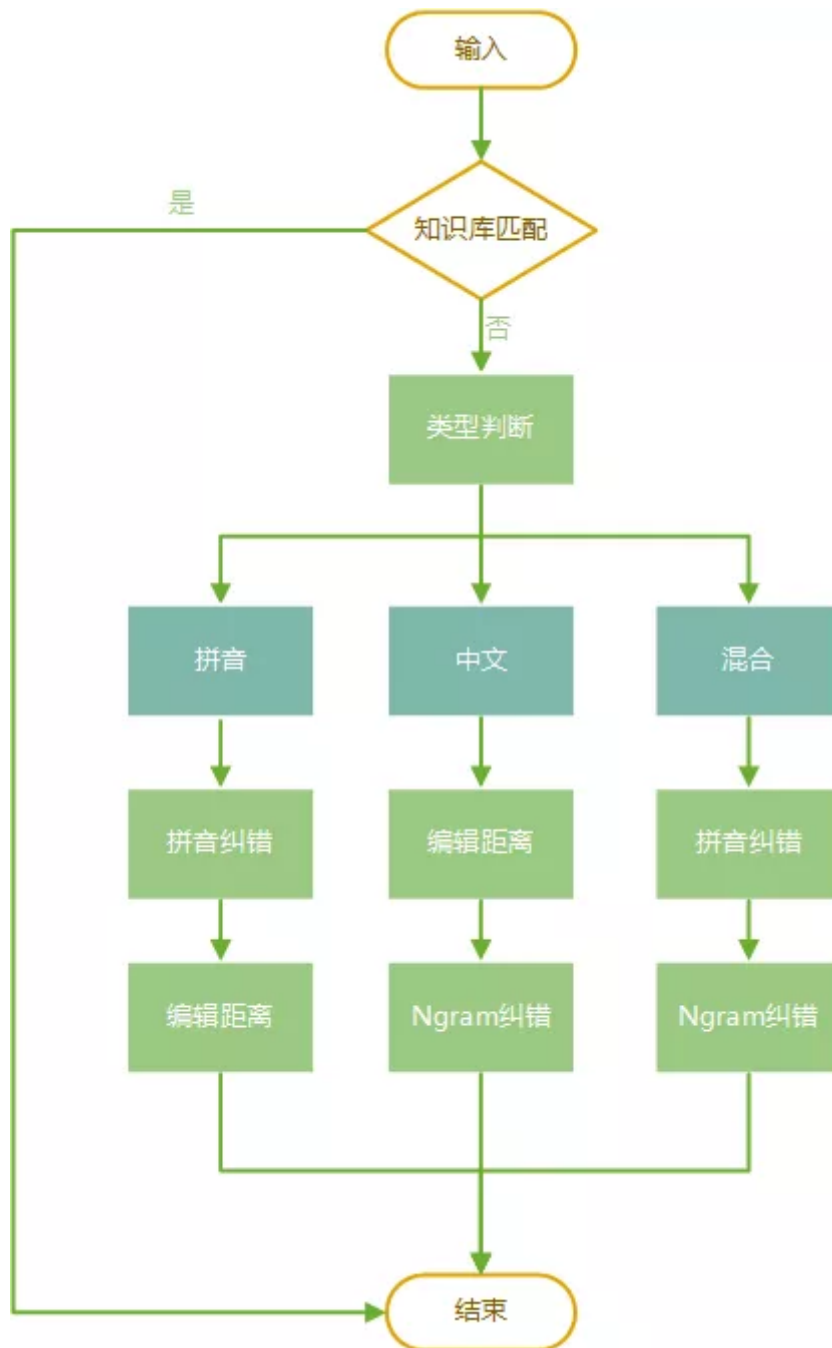 输入
是
知识库匹配
否
类型判断
拼音
中文
混合
拼音纠错
编辑距离
拼音纠错
编辑距离
Ngram纠错
Ngram纠错
结束